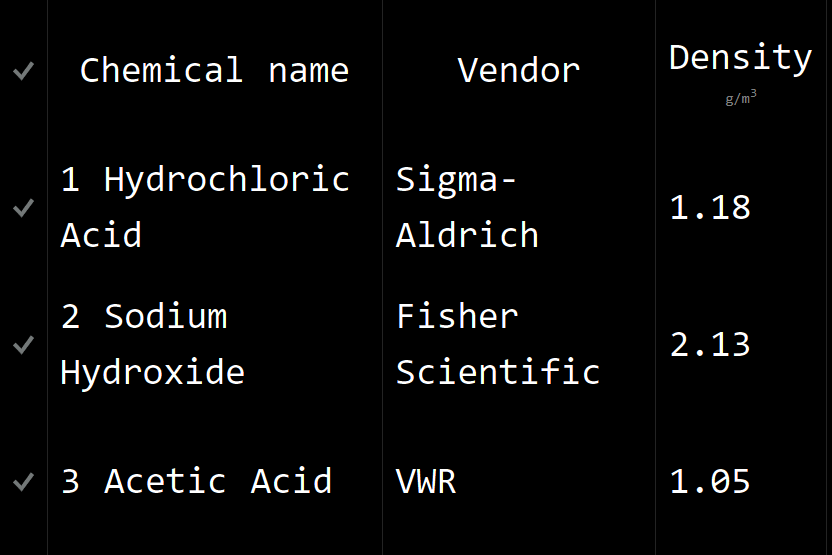 Chemical name Vendor Density
g/m³
1 Hydrochloric Acid Sigma-Aldrich 1.18
2 Sodium Hydroxide Fisher Scientific 2.13
3 Acetic Acid VWR 1.05